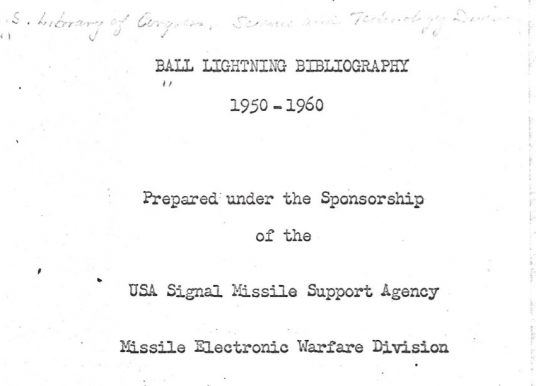 S. Library of Congress. Science and Technology Divis
BALL LIGHTNING BIBLIOGRAPHY
1950 - 1960
Prepared under the Sponsorship
of the
USA Signal Missile Support Agency
Missile Electronic Warfare Division